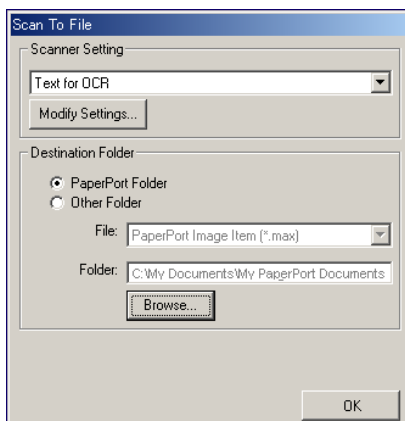 Scan To File
Scanner Setting
Text for OCR
Modify Settings...
Destination Folder
PaperPort Folder
Other Folder
File: PaperPort Image Item (*.max)
Folder: C:\My Documents\My PaperPort Documents
Browse...
OK